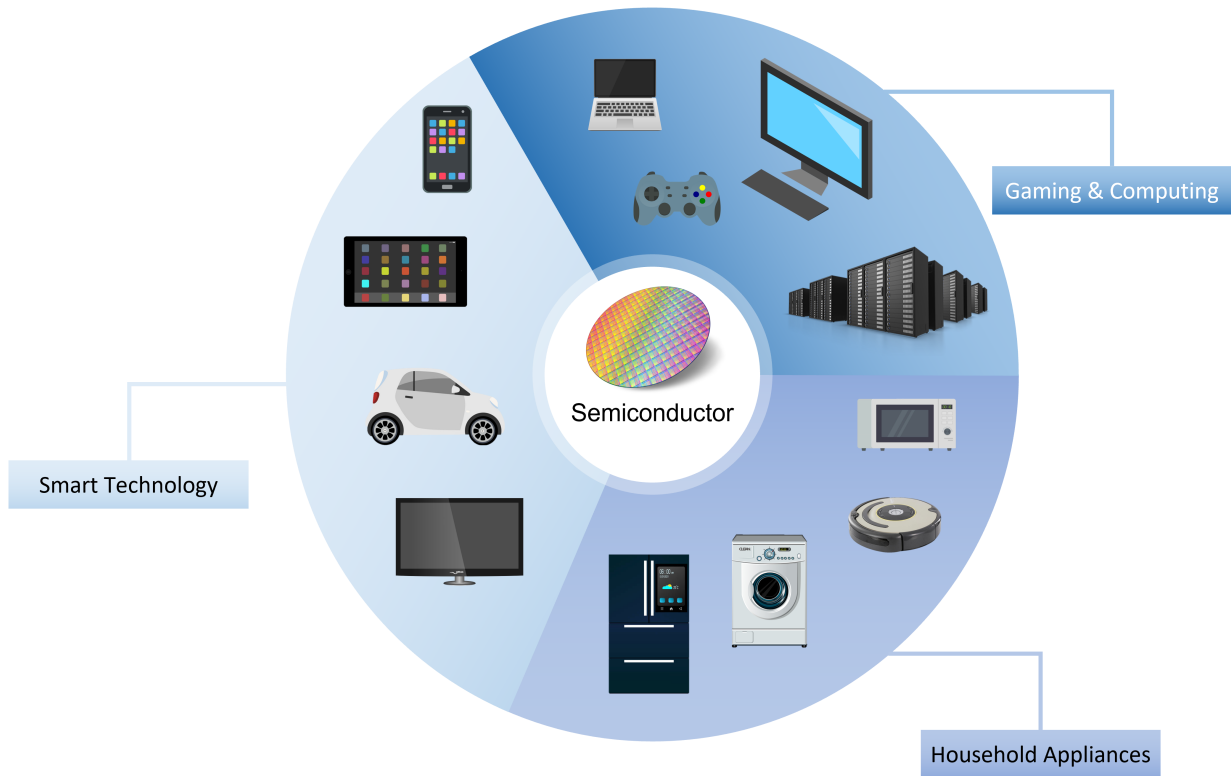 Gaming & Computing
Semiconductor
Smart Technology
Household Appliances